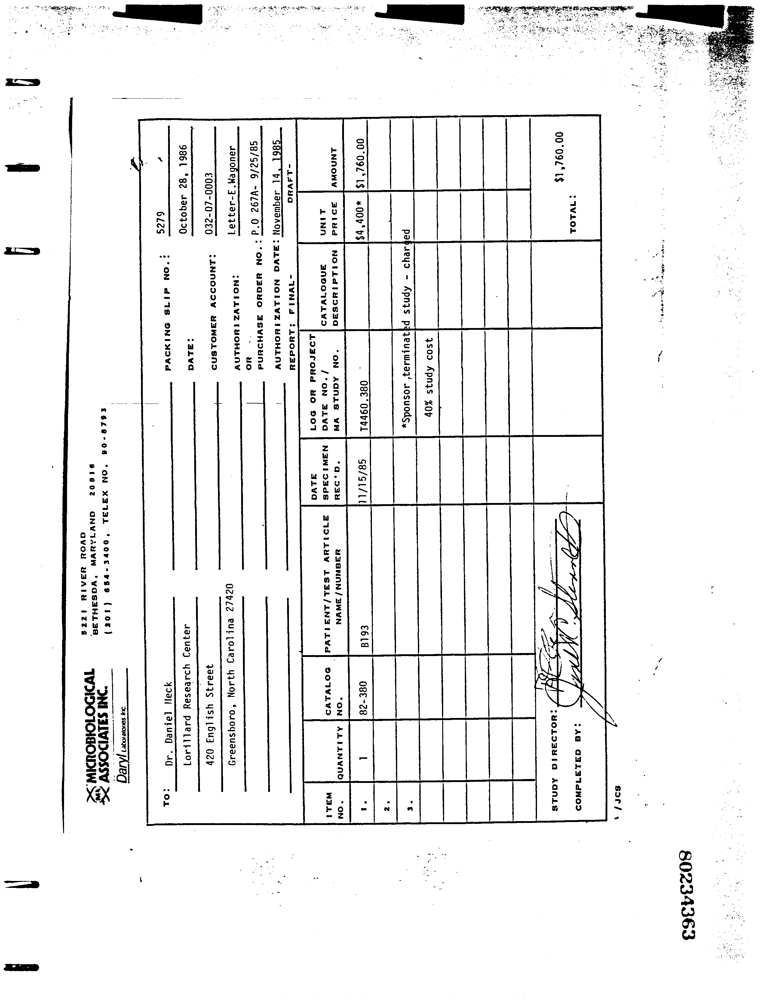 MICROBIOLOGICAL
ASSOCIATES INC.
Daryl Laboratories Inc.
5221 RIVER ROAD
BETHESDA, MARYLAND 20816
(301) 654-3400, TELEX NO. 90-8793
TO: Dr. Daniel Heck
Lorillard Research Center
420 English Street
Greensboro, North Carolina 27420
PACKING SLIP NO.: 5279
DATE: October 28, 1986
CUSTOMER ACCOUNT: 032-07-0003
AUTHORIZATION: Letter-E.Wagoner
OR
PURCHASE ORDER NO.: P.O 267A- 9/25/85
AUTHORIZATION DATE: November 14, 1985
REPORT: FINAL- DRAFT-
ITEM NO. QUANTITY CATALOG NO. PATIENT/TEST ARTICLE NAME/NUMBER DATE SPECIMEN REC'D. LOG OR PROJECT DATE NO./ MA STUDY NO. CATALOGUE DESCRIPTION UNIT PRICE AMOUNT
1. 1 82-380 B193 11/15/85 T4460.380 $4,400* $1,760.00
2.
3. *Sponsor terminated study - charged
40% study cost
STUDY DIRECTOR:
COMPLETED BY:
TOTAL: $1,760.00
/JCS
80234363